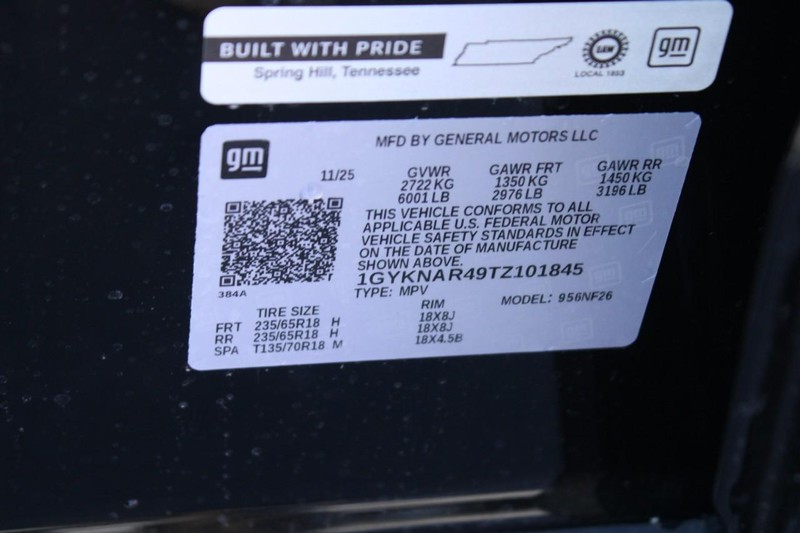 BUILT WITH PRIDE
Spring Hill, Tennessee
UAW
LOCAL 1853
gm
gm
MFD BY GENERAL MOTORS LLC
11/25 GVWR GAWR FRT GAWR RR
2722 KG 1350 KG 1450 KG
6001 LB 2976 LB 3196 LB
THIS VEHICLE CONFORMS TO ALL
APPLICABLE U.S. FEDERAL MOTOR
VEHICLE SAFETY STANDARDS IN EFFECT
ON THE DATE OF MANUFACTURE
SHOWN ABOVE.
1GYKNAR49TZ101845
TYPE: MPV MODEL: 956NF26
384A
TIRE SIZE RIM
FRT 235/65R18 H 18X8J
RR 235/65R18 H 18X8J
SPA T135/70R18 M 18X4.5B